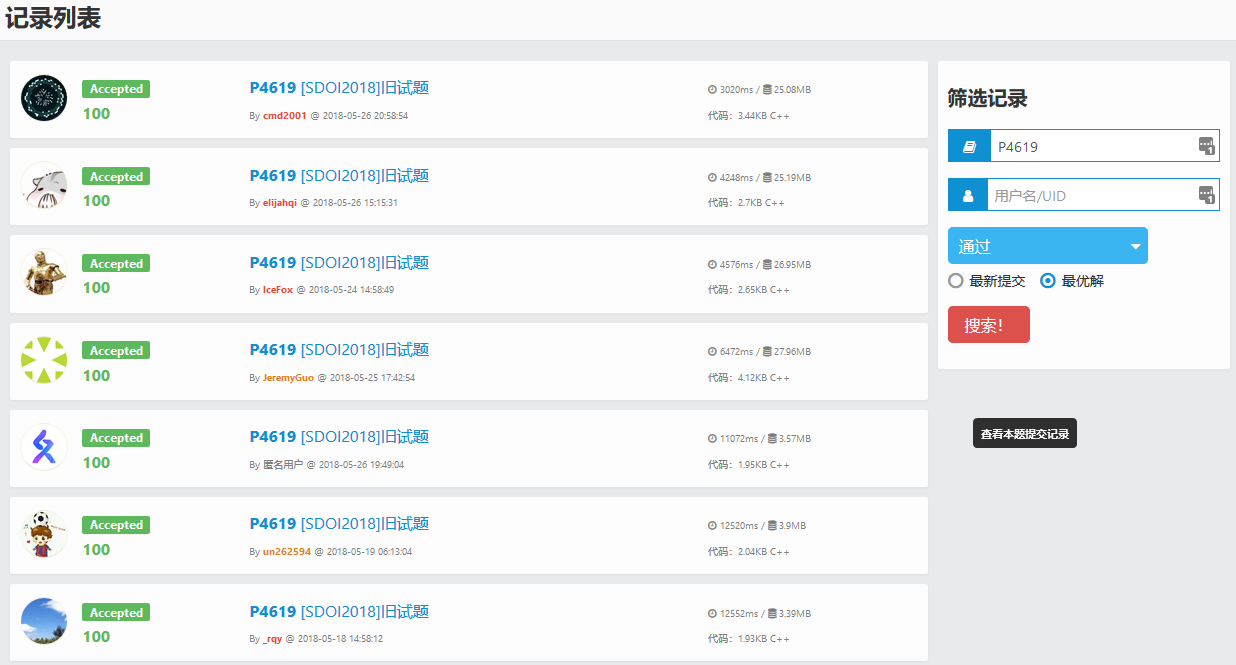 记录列表
Accepted
100
P4619 [SDOI2018]旧试题
By cmd2001 @ 2018-05-26 20:58:54
3020ms / 25.08MB
代码：3.44KB C++
Accepted
100
P4619 [SDOI2018]旧试题
By elijahqi @ 2018-05-26 15:15:31
4248ms / 25.19MB
代码：2.7KB C++
Accepted
100
P4619 [SDOI2018]旧试题
By IceFox @ 2018-05-24 14:58:49
4576ms / 26.95MB
代码：2.65KB C++
Accepted
100
P4619 [SDOI2018]旧试题
By JeremyGuo @ 2018-05-25 17:42:54
6472ms / 27.96MB
代码：4.12KB C++
Accepted
100
P4619 [SDOI2018]旧试题
By 匿名用户 @ 2018-05-26 19:49:04
11072ms / 3.57MB
代码：1.95KB C++
Accepted
100
P4619 [SDOI2018]旧试题
By un262594 @ 2018-05-19 06:13:04
12520ms / 3.9MB
代码：2.04KB C++
Accepted
100
P4619 [SDOI2018]旧试题
By _rqy @ 2018-05-18 14:58:12
12552ms / 3.39MB
代码：1.93KB C++
筛选记录
P4619
1
用户名/UID
1
通过
最新提交 最优解
搜索！
查看本题提交记录